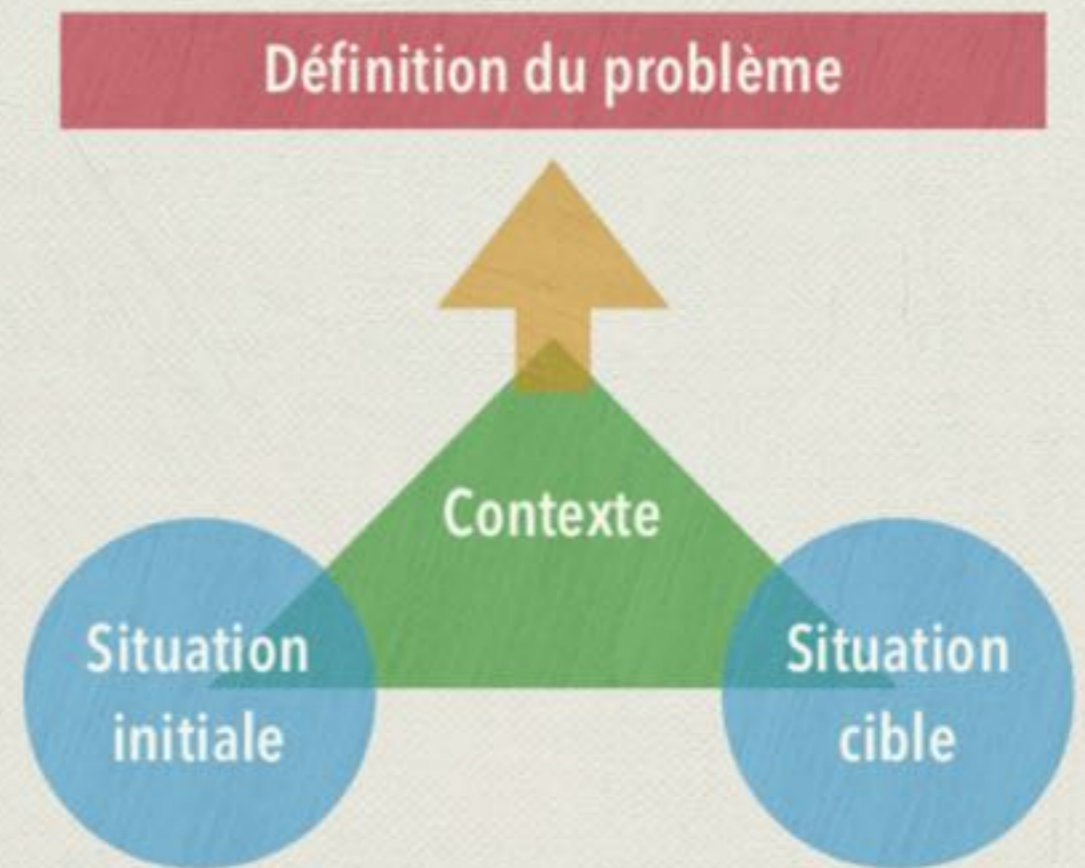 Définition du problème
Contexte
Situation
initiale
Situation
cible